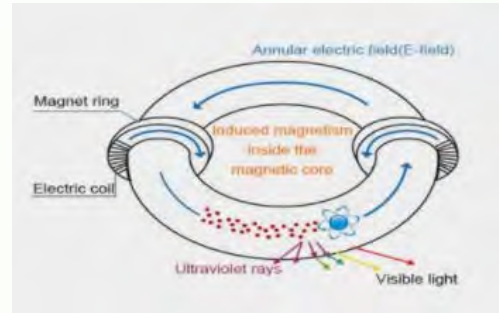 Annular electric field(E-field)
Magnet ring
Induced magnetism
inside the
magnetic core
Electric coil
Ultraviolet rays
Visible light